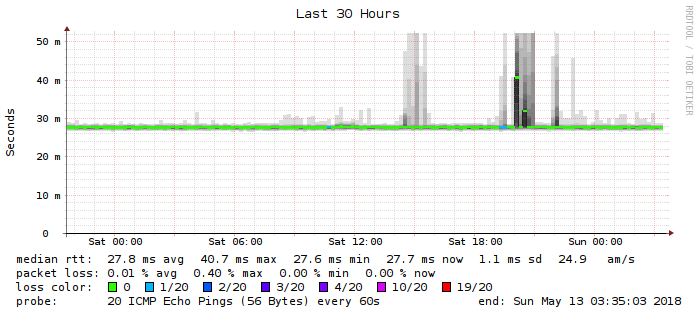 Last 30 Hours
RRDTOOL / TOBI OETIKER
Seconds
50 m
40 m
30 m
20 m
10 m
0
Sat 00:00 Sat 06:00 Sat 12:00 Sat 18:00 Sun 00:00
median rtt: 27.8 ms avg 40.7 ms max 27.6 ms min 27.7 ms now 1.1 ms sd 24.9 am/s
packet loss: 0.01 % avg 0.40 % max 0.00 % min 0.00 % now
loss color: 0 1/20 2/20 3/20 4/20 10/20 19/20
probe: 20 ICMP Echo Pings (56 Bytes) every 60s end: Sun May 13 03:35:03 2018